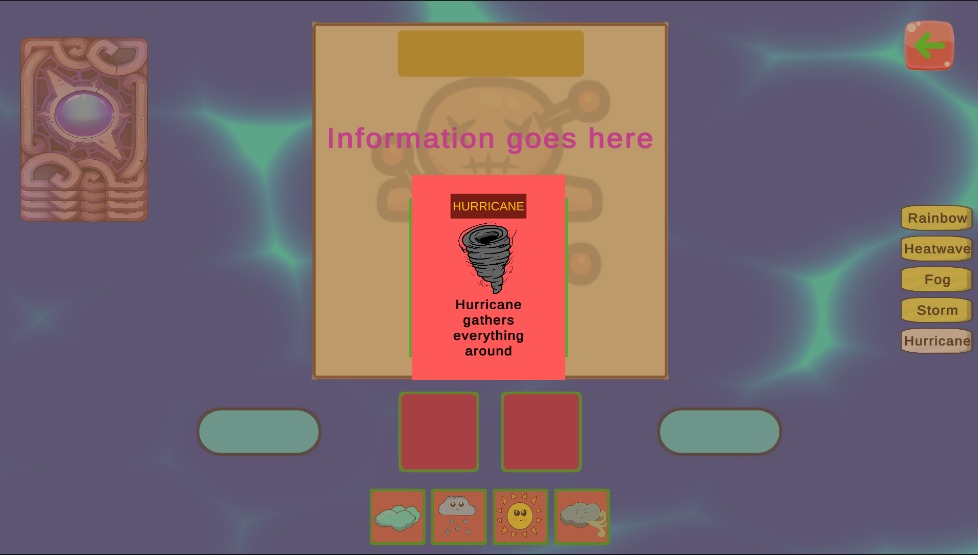 Information goes here
HURRICANE
Hurricane
gathers
everything
around
Rainbow
Heatwave
Fog
Storm
Hurricane